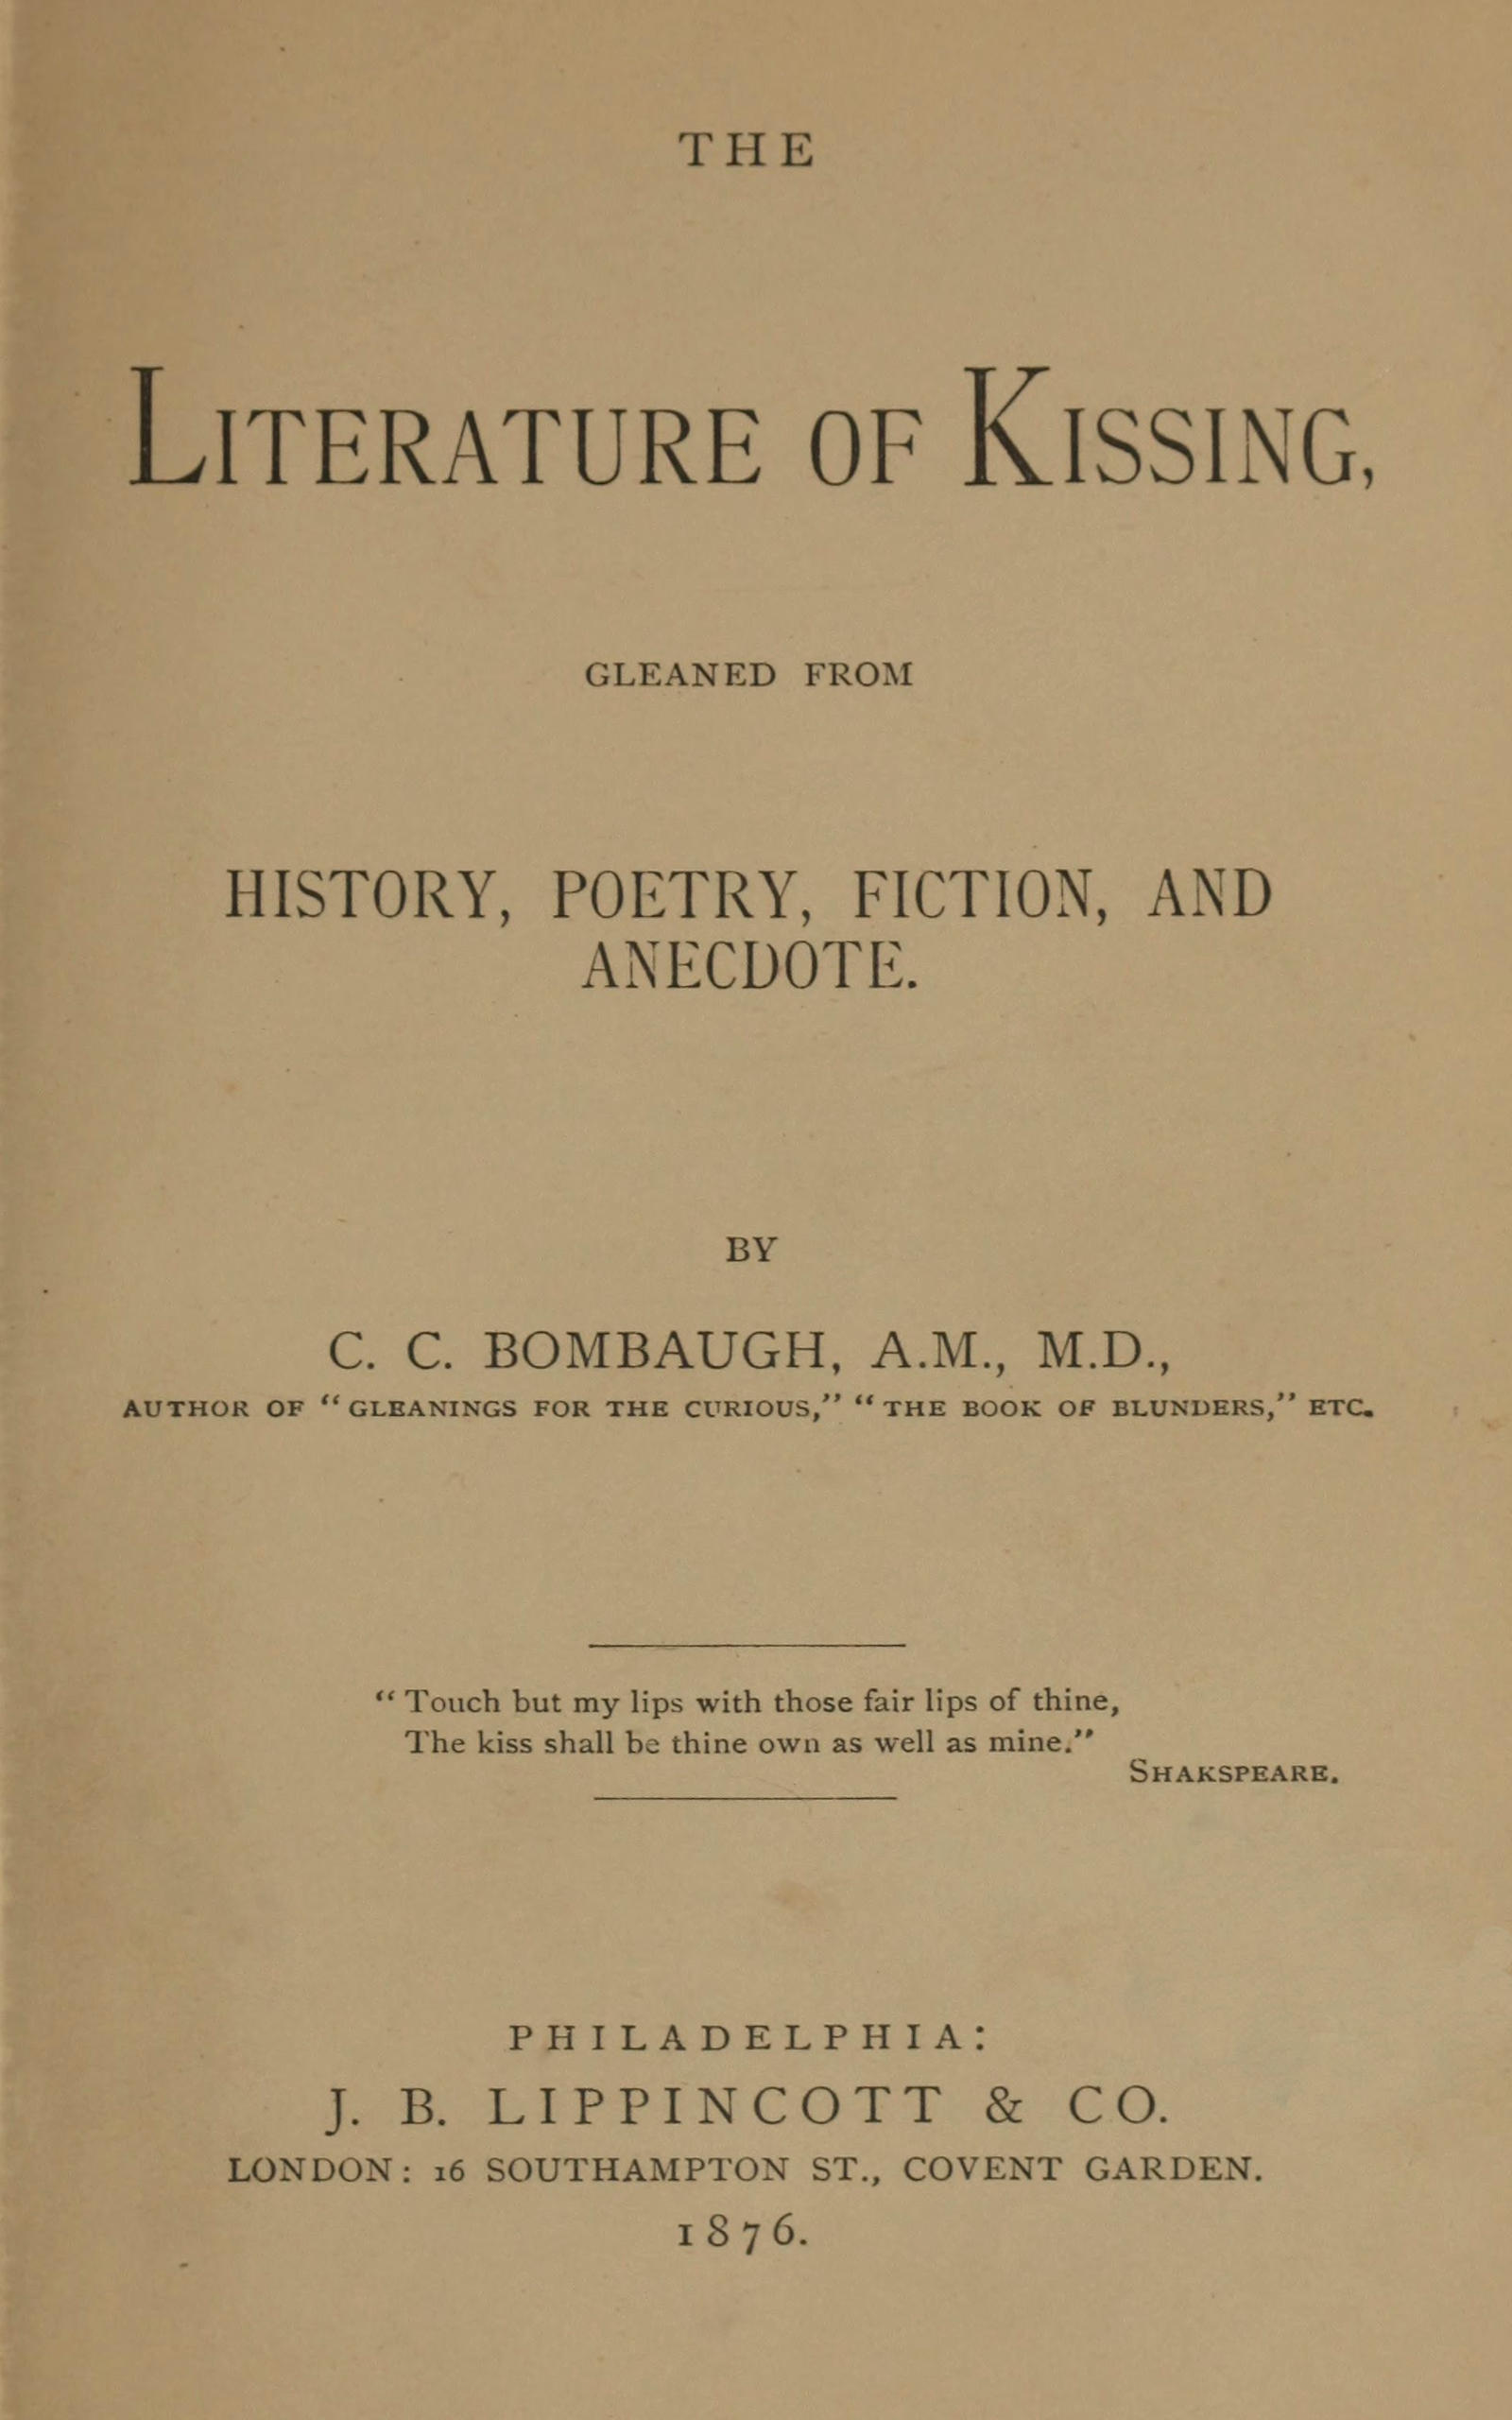 THE
LITERATURE OF KISSING,
GLEANED FROM
HISTORY, POETRY, FICTION, AND
ANECDOTE.
BY
C. C. BOMBAUGH, A.M., M.D.,
AUTHOR OF “GLEANINGS FOR THE CURIOUS,” “THE BOOK OF BLUNDERS,” ETC.
“Touch but my lips with those fair lips of thine,
The kiss shall be thine own as well as mine.”
SHAKSPEARE.
PHILADELPHIA:
J. B. LIPPINCOTT & CO.
LONDON: 16 SOUTHAMPTON ST., COVENT GARDEN.
1876.